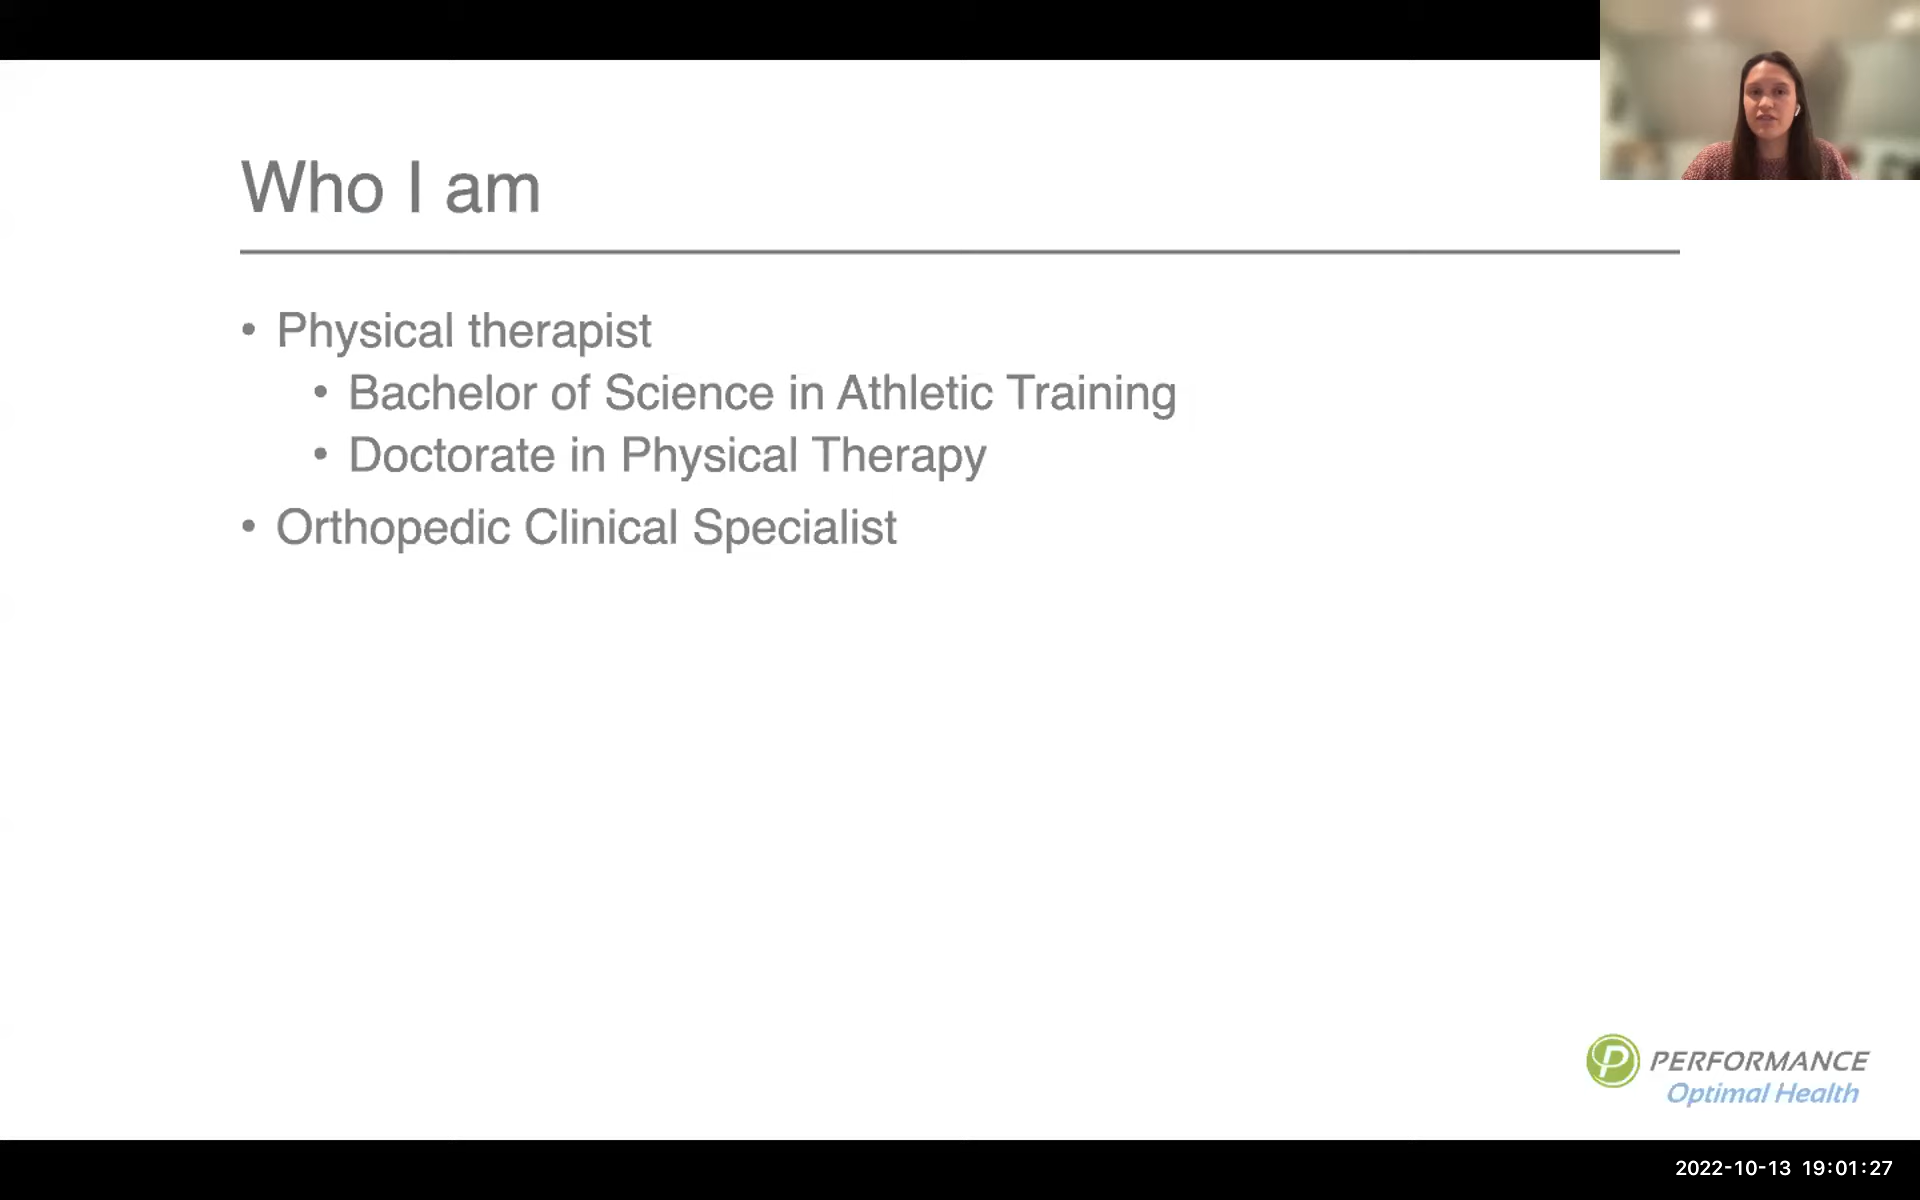 Who I am
• Physical therapist
• Bachelor of Science in Athletic Training
• Doctorate in Physical Therapy
• Orthopedic Clinical Specialist
P PERFORMANCE
Optimal Health
2022-10-13 19:01:27